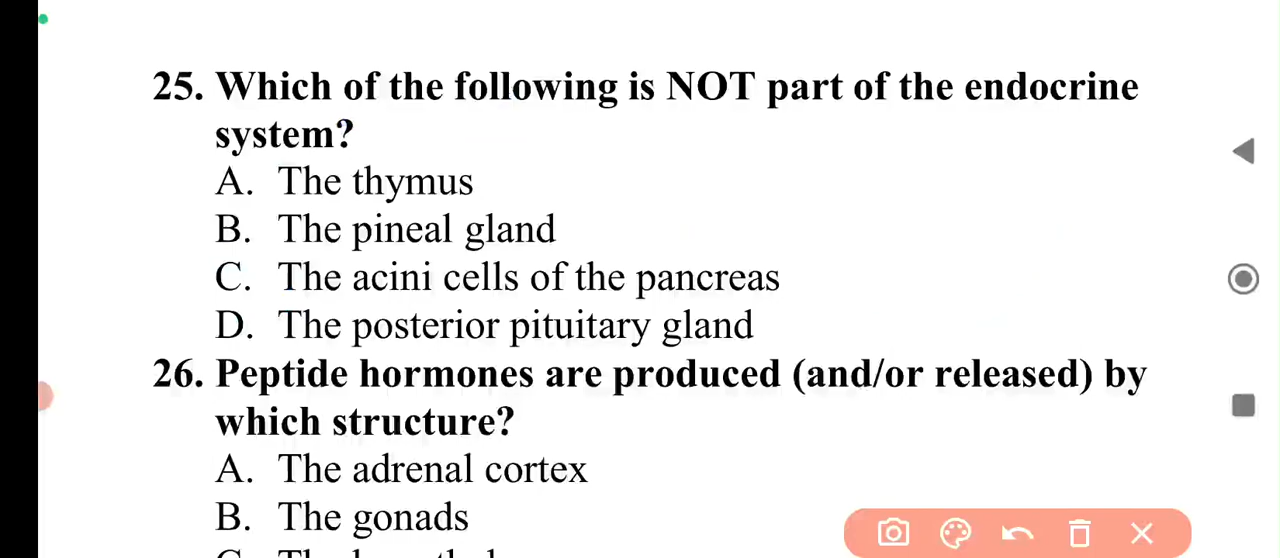 25. Which of the following is NOT part of the endocrine
system?
A. The thymus
B. The pineal gland
C. The acini cells of the pancreas
D. The posterior pituitary gland
26. Peptide hormones are produced (and/or released) by
which structure?
A. The adrenal cortex
B. The gonads